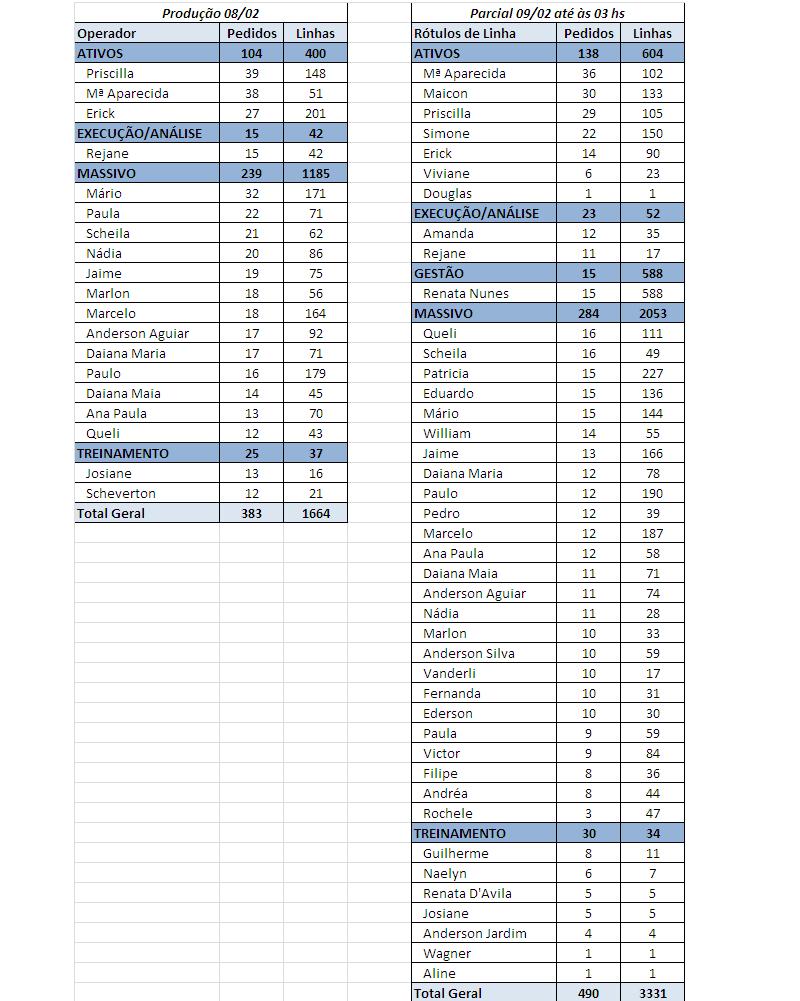 Produção 08/02
Operador Pedidos Linhas
ATIVOS 104 400
Priscilla 39 148
Mª Aparecida 38 51
Erick 27 201
EXECUÇÃO/ANÁLISE 15 42
Rejane 15 42
MASSIVO 239 1185
Mário 32 171
Paula 22 71
Scheila 21 62
Nádia 20 86
Jaime 19 75
Marlon 18 56
Marcelo 18 164
Anderson Aguiar 17 92
Daiana Maria 17 71
Paulo 16 179
Daiana Maia 14 45
Ana Paula 13 70
Queli 12 43
TREINAMENTO 25 37
Josiane 13 16
Scheverton 12 21
Total Geral 383 1664
Parcial 09/02 até às 03 hs
Rótulos de Linha Pedidos Linhas
ATIVOS 138 604
Mª Aparecida 36 102
Maicon 30 133
Priscilla 29 105
Simone 22 150
Erick 14 90
Viviane 6 23
Douglas 1 1
EXECUÇÃO/ANÁLISE 23 52
Amanda 12 35
Rejane 11 17
GESTÃO 15 588
Renata Nunes 15 588
MASSIVO 284 2053
Queli 16 111
Scheila 16 49
Patricia 15 227
Eduardo 15 136
Mário 15 144
William 14 55
Jaime 13 166
Daiana Maria 12 78
Paulo 12 190
Pedro 12 39
Marcelo 12 187
Ana Paula 12 58
Daiana Maia 11 71
Anderson Aguiar 11 74
Nádia 11 28
Marlon 10 33
Anderson Silva 10 59
Vanderli 10 17
Fernanda 10 31
Ederson 10 30
Paula 9 59
Victor 9 84
Filipe 8 36
Andréa 8 44
Rochele 3 47
TREINAMENTO 30 34
Guilherme 8 11
Naelyn 6 7
Renata D'Avila 5 5
Josiane 5 5
Anderson Jardim 4 4
Wagner 1 1
Aline 1 1
Total Geral 490 3331